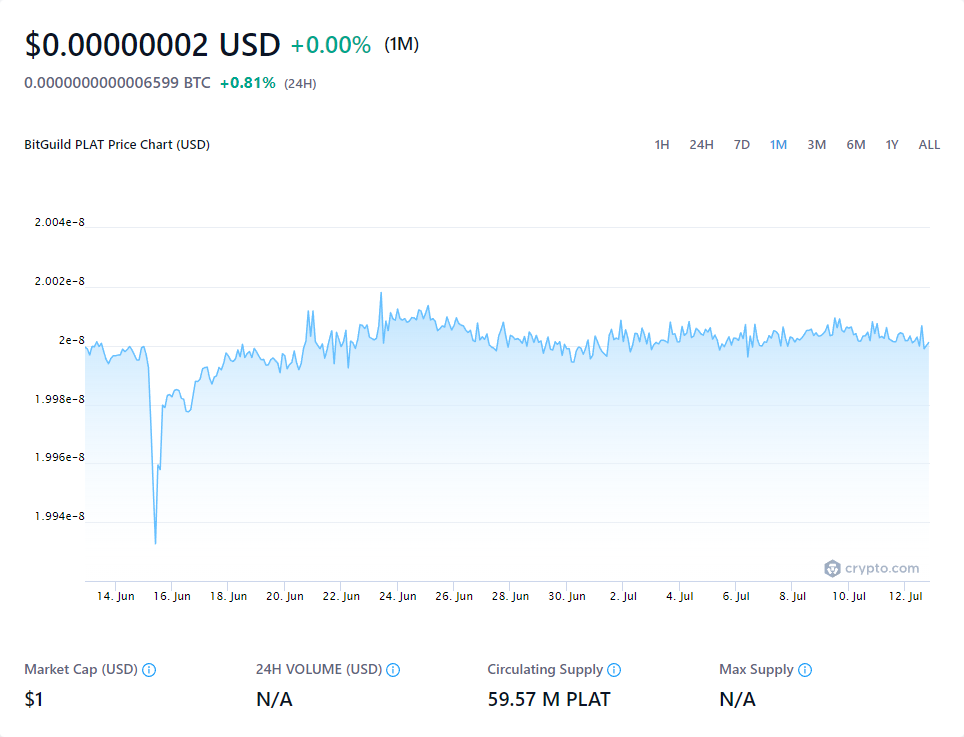 $0.00000002 USD +0.00% (1M)
0.0000000000006599 BTC +0.81% (24H)
BitGuild PLAT Price Chart (USD) 1H 24H 7D 1M 3M 6M 1Y ALL
2.004e-8
2.002e-8
2e-8
1.998e-8
1.996e-8
1.994e-8
crypto.com
14. Jun 16. Jun 18. Jun 20. Jun 22. Jun 24. Jun 26. Jun 28. Jun 30. Jun 2. Jul 4. Jul 6. Jul 8. Jul 10. Jul 12. Jul
Market Cap (USD) 24H VOLUME (USD) Circulating Supply Max Supply
$1 N/A 59.57 M PLAT N/A